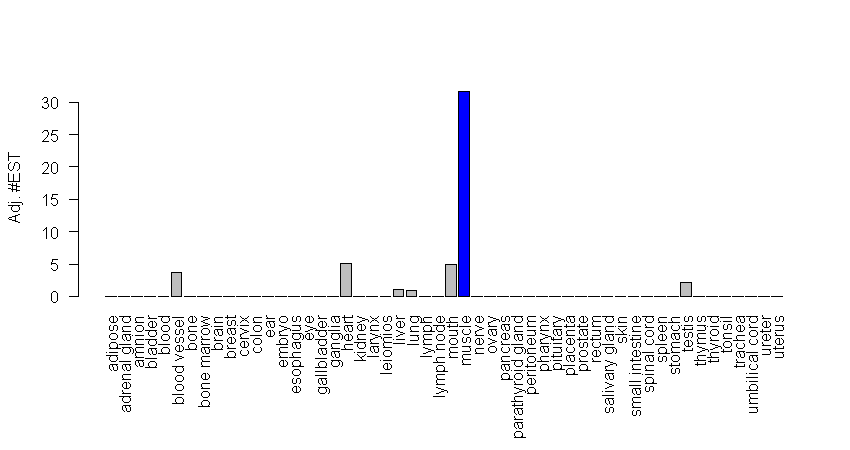 Adj. #EST
30
25
20
15
10
5
0
adipose
adrenal gland
amnion
bladder
blood
blood vessel
bone
bone marrow
brain
breast
cervix
colon
ear
embryo
esophagus
eye
gallbladder
ganglia
heart
kidney
larynx
leiomios
liver
lung
lymph
lymph node
mouth
muscle
nerve
ovary
pancreas
parathyroid gland
peritoneum
pharynx
pituitary
placenta
prostate
rectum
salivary gland
skin
small intestine
spinal cord
spleen
stomach
testis
thymus
thyroid
tonsil
trachea
umbilical cord
ureter
uterus